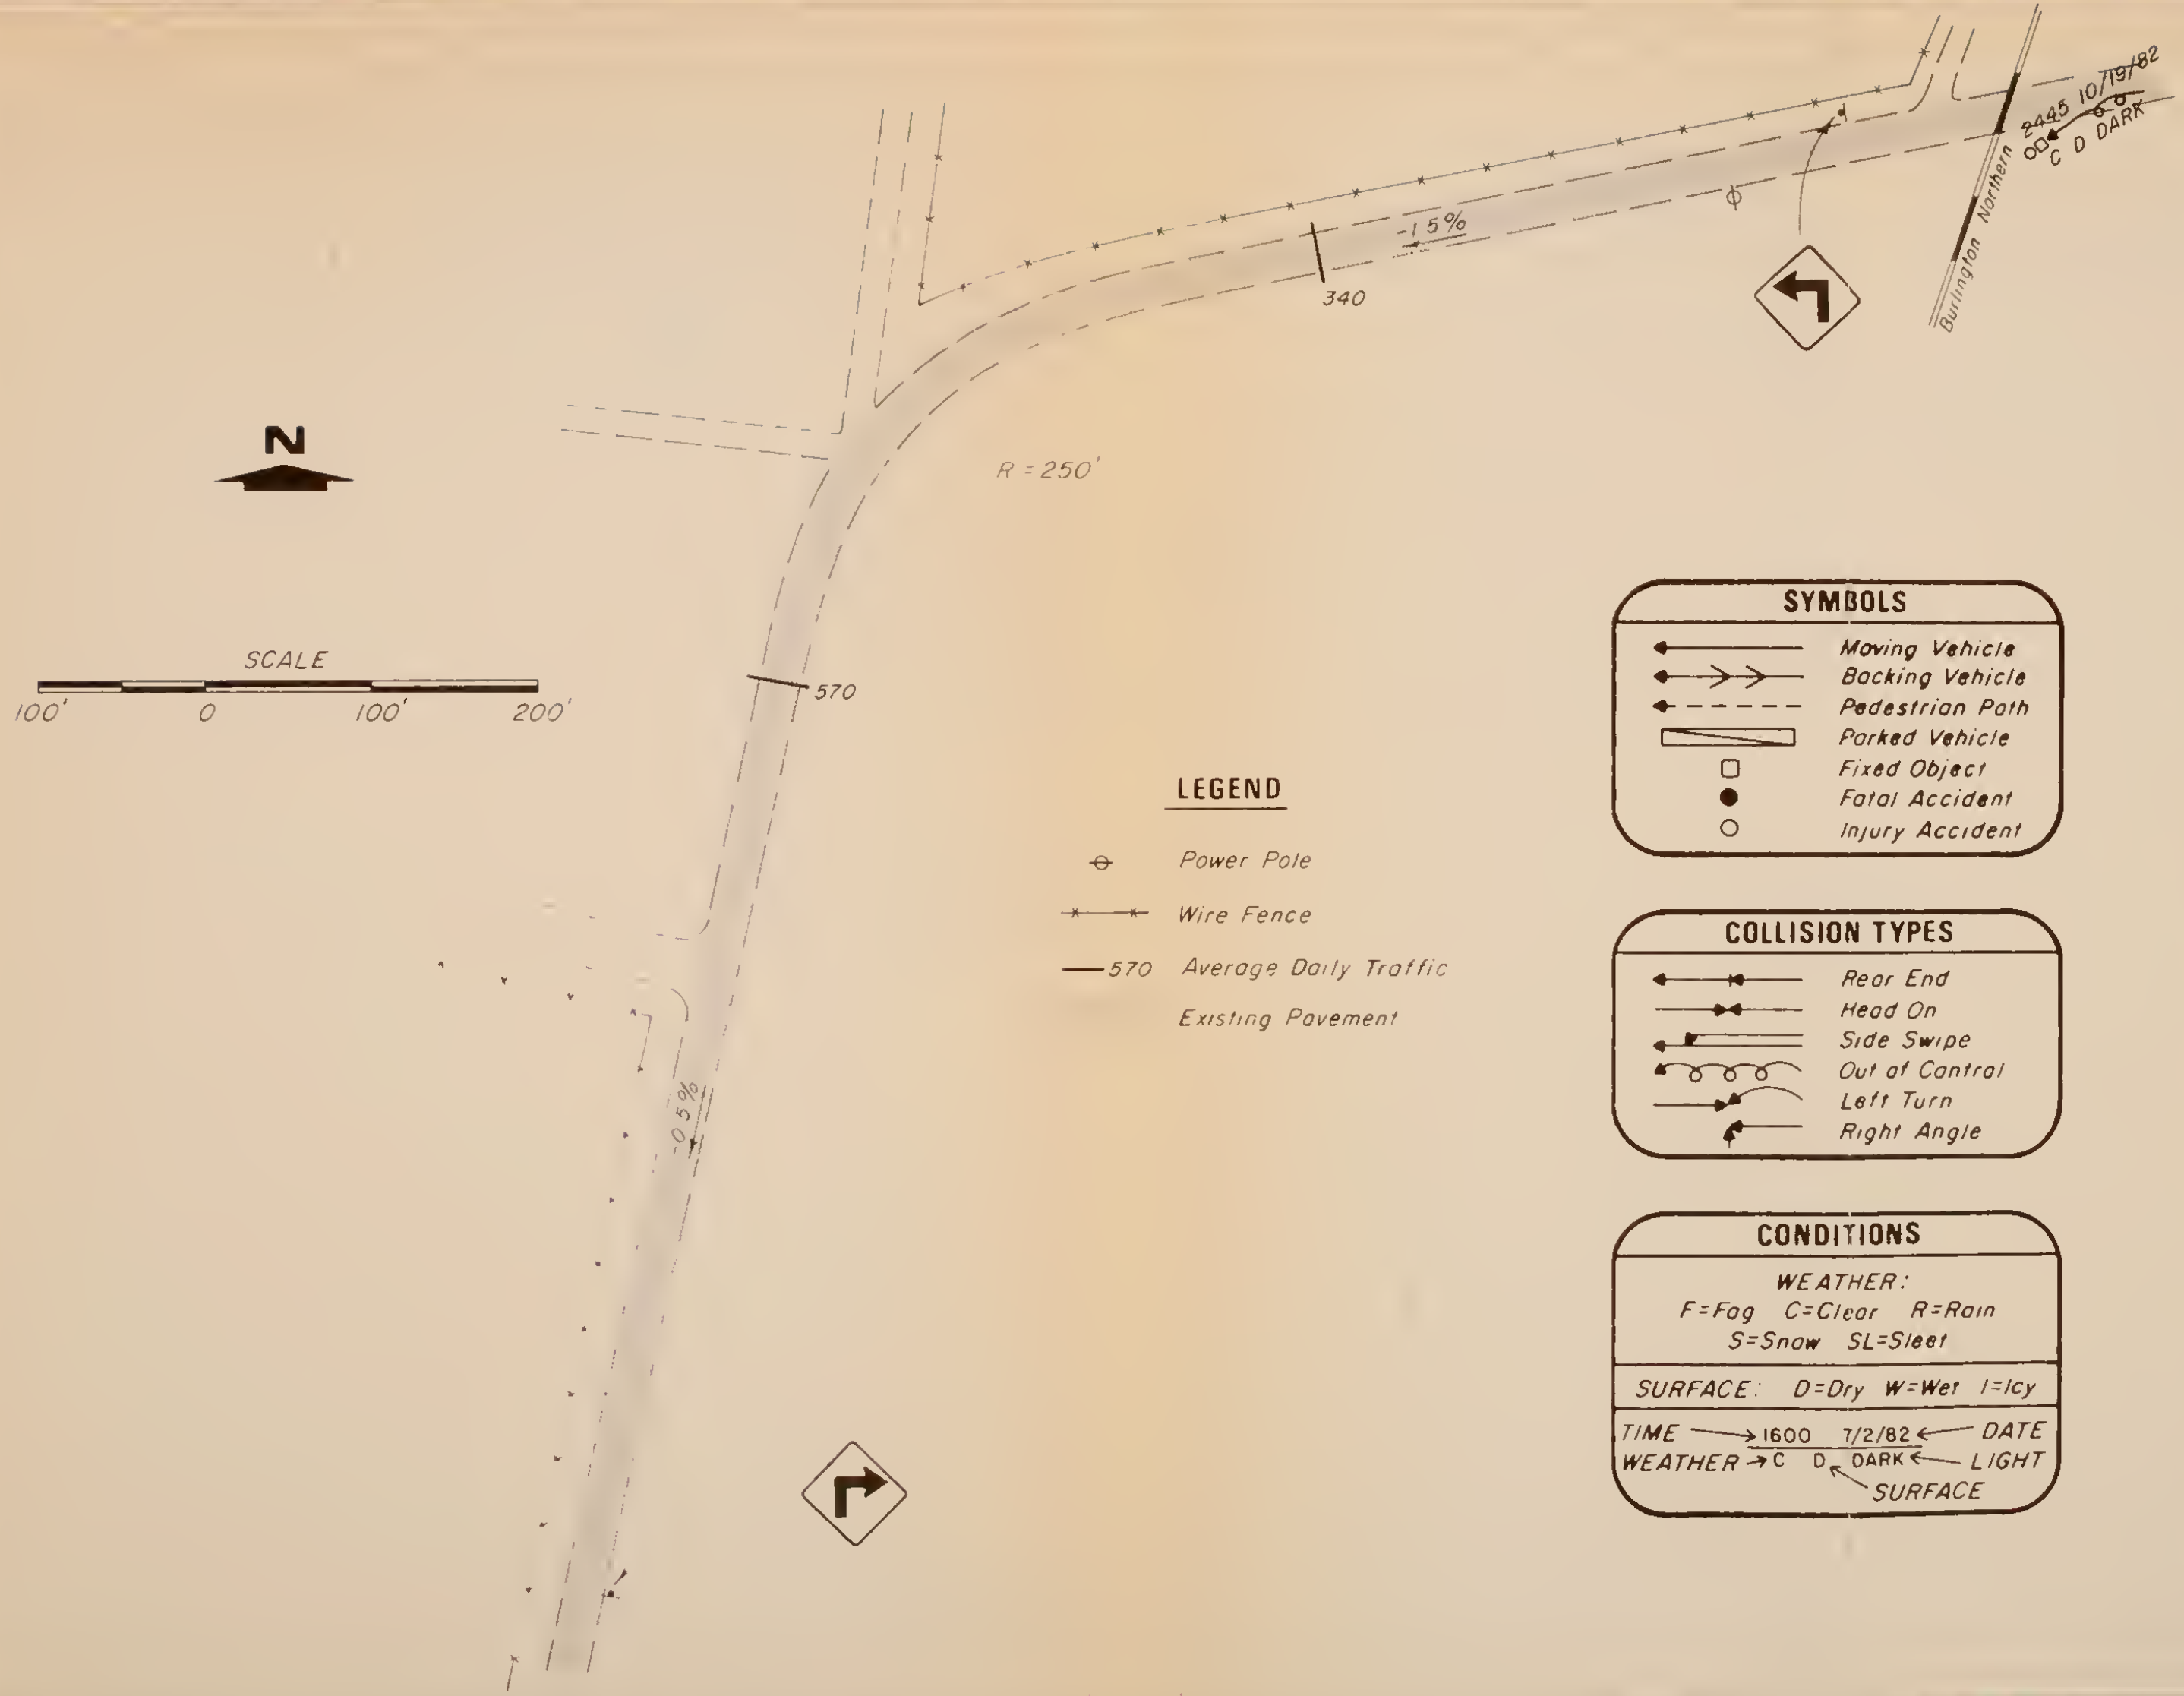 2445 10/19/82
C D DARK
Burlington Northern
-1.5%
340
N
R = 250'
SCALE
100' 0 100' 200'
570
-0.5%
LEGEND
Power Pole
Wire Fence
570 Average Daily Traffic
Existing Pavement
SYMBOLS
Moving Vehicle
Backing Vehicle
Pedestrian Path
Parked Vehicle
Fixed Object
Fatal Accident
Injury Accident
COLLISION TYPES
Rear End
Head On
Side Swipe
Out of Control
Left Turn
Right Angle
CONDITIONS
WEATHER:
F=Fog C=Clear R=Rain
S=Snow SL=Sleet
SURFACE: D=Dry W=Wet I=Icy
TIME 1600 7/2/82 DATE
WEATHER C D DARK LIGHT
SURFACE